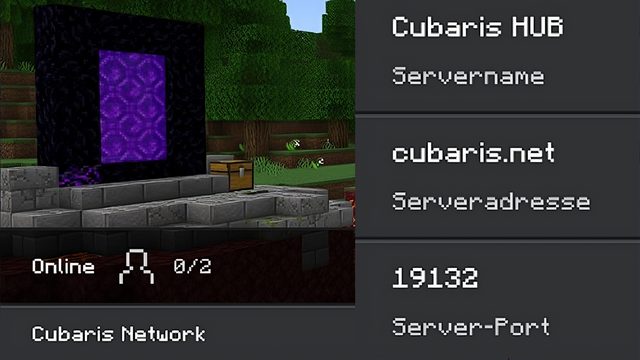 Cubaris HUB
Servername
cubaris.net
Serveradresse
19132
Server-Port
Online 0/2
Cubaris Network